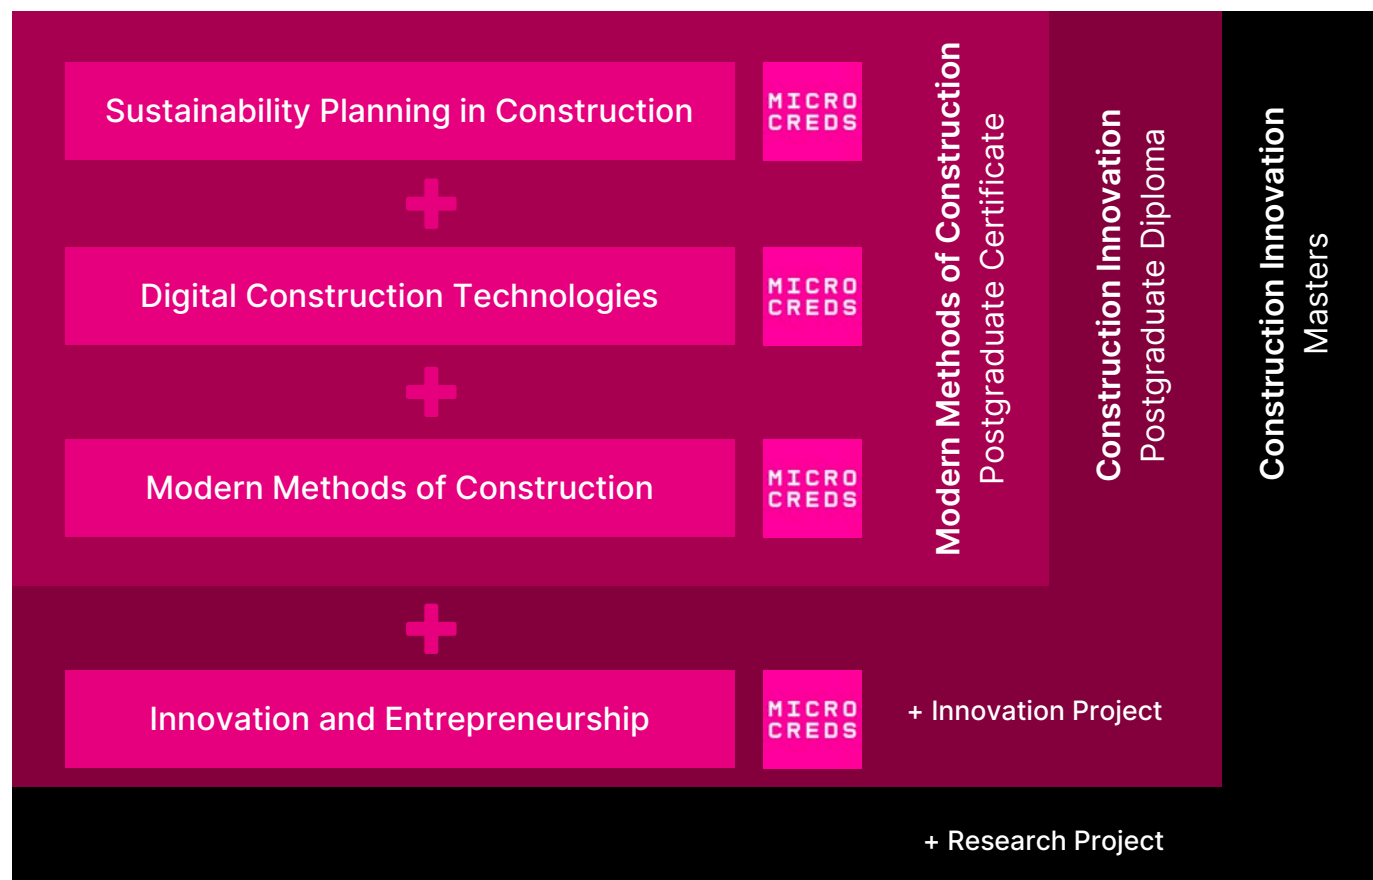 Sustainability Planning in Construction
MICRO
CREDS
Digital Construction Technologies
MICRO
CREDS
Modern Methods of Construction
MICRO
CREDS
Modern Methods of Construction
Postgraduate Certificate
Innovation and Entrepreneurship
MICRO
CREDS
+ Innovation Project
Construction Innovation
Postgraduate Diploma
+ Research Project
Construction Innovation
Masters